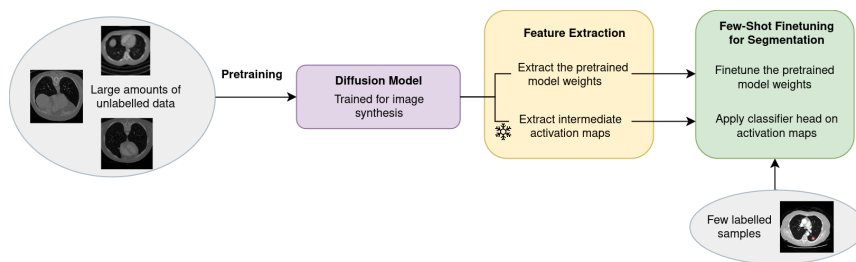 Large amounts of
unlabelled data
Pretraining
Diffusion Model
Trained for image
synthesis
Feature Extraction
Extract the pretrained
model weights
Extract intermediate
activation maps
Few-Shot Finetuning
for Segmentation
Finetune the pretrained
model weights
Apply classifier head on
activation maps
Few labelled
samples